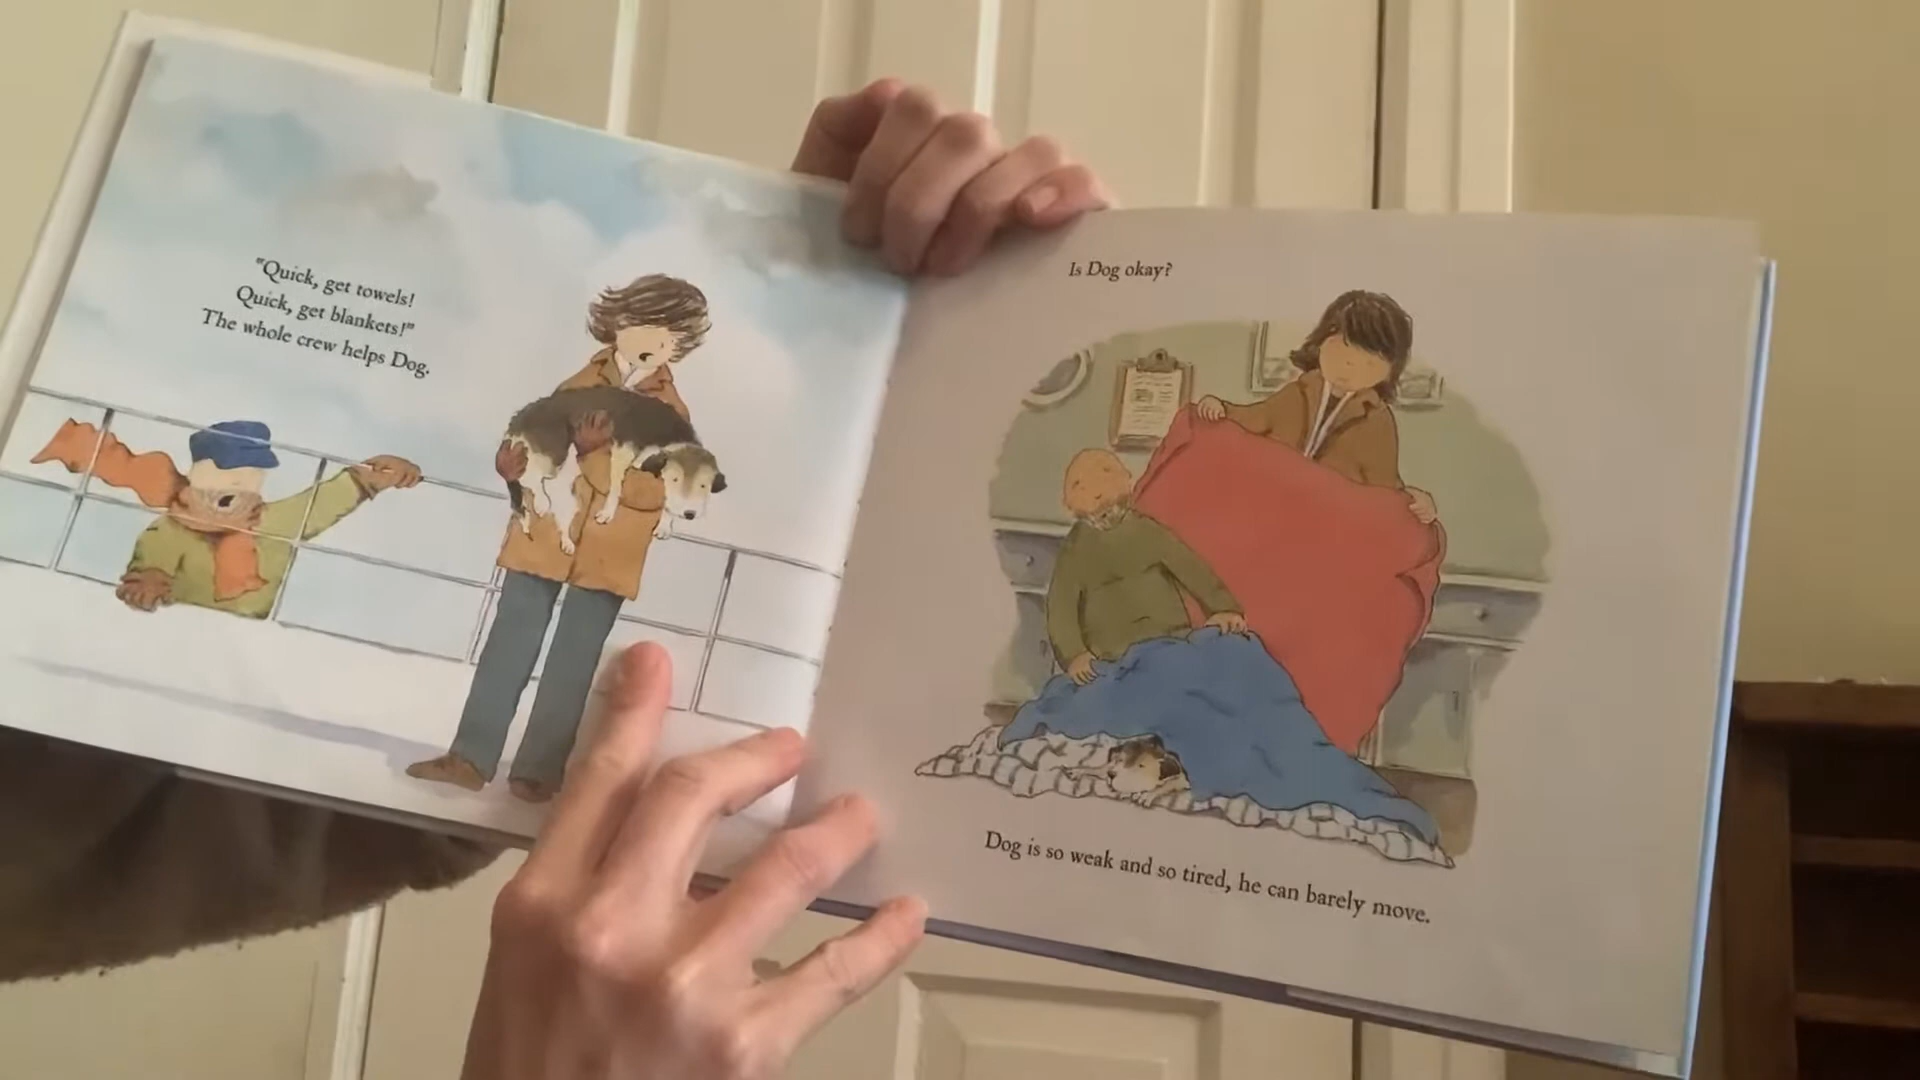 "Quick, get towels!
Quick, get blankets!"
The whole crew helps Dog.
Is Dog okay?
Dog is so weak and so tired, he can barely move.